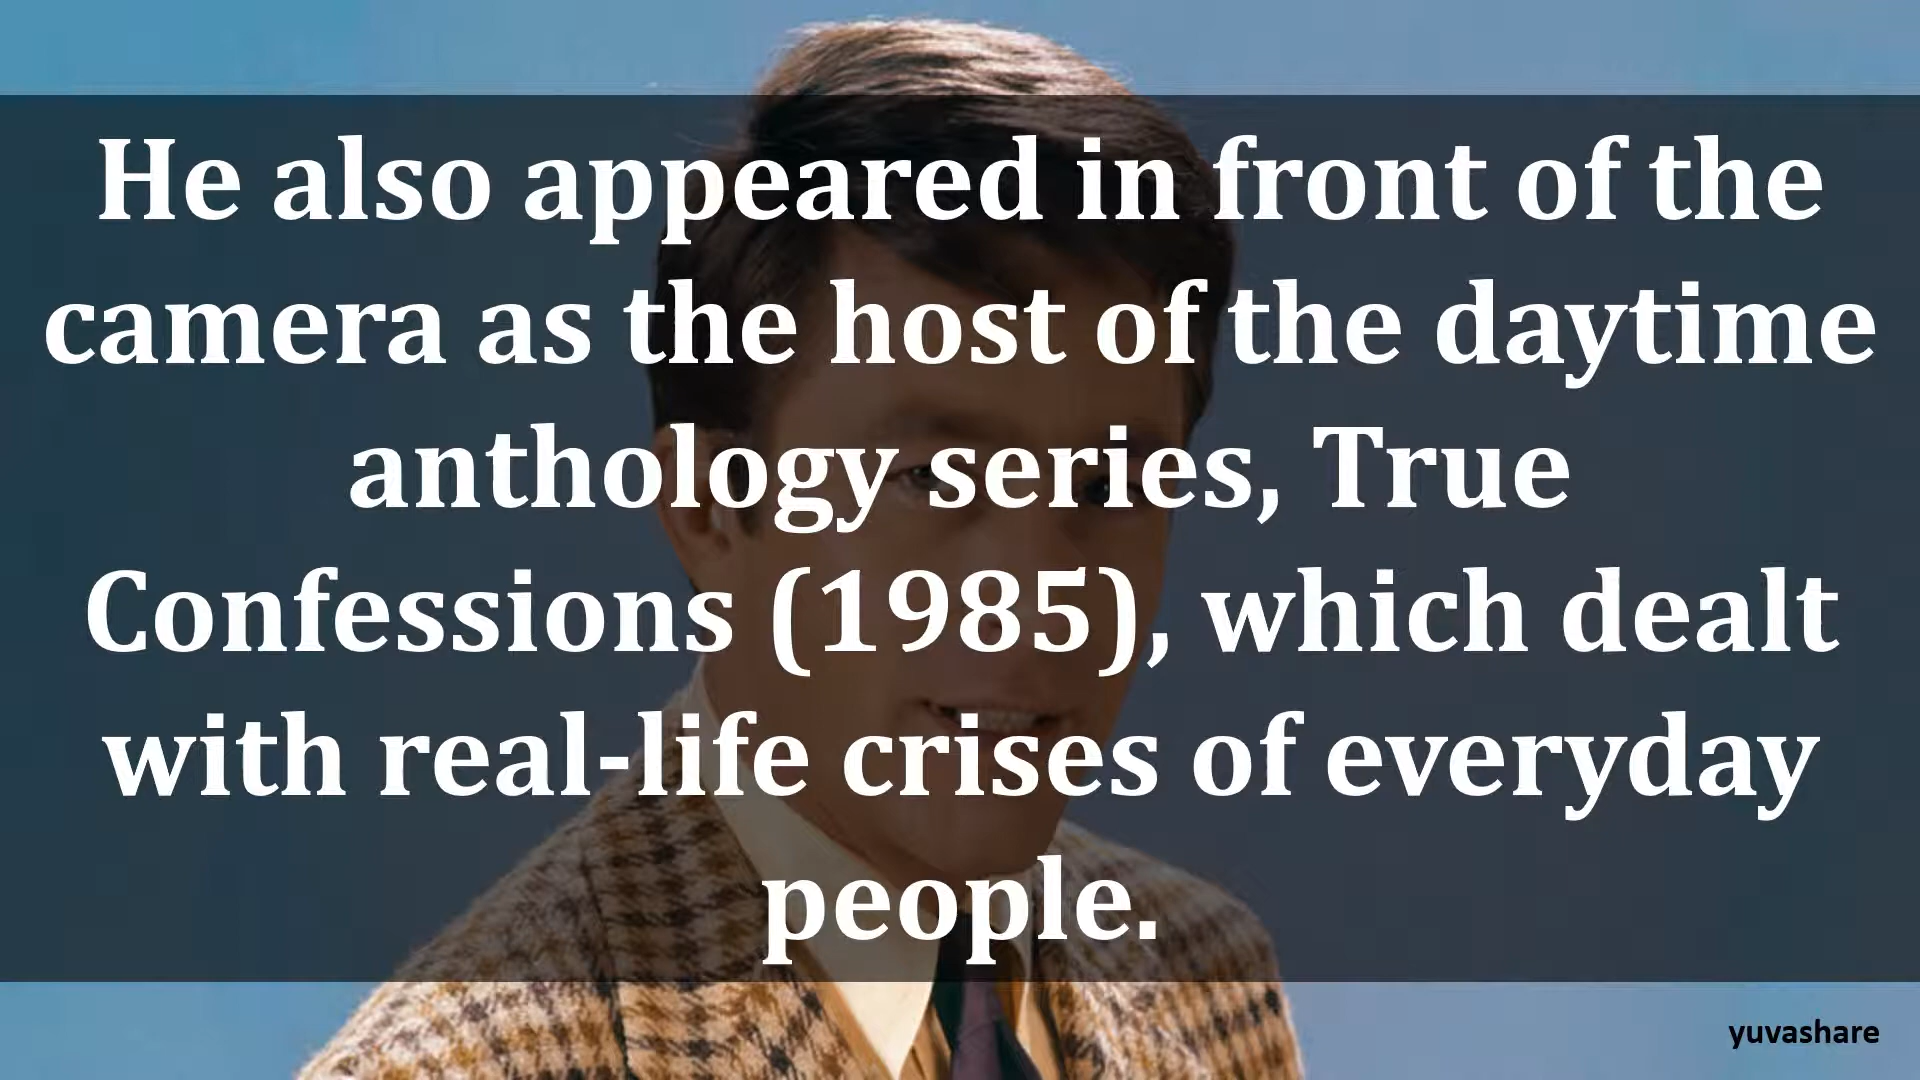 He also appeared in front of the
camera as the host of the daytime
anthology series, True
Confessions (1985), which dealt
with real-life crises of everyday
people.
yuvashare